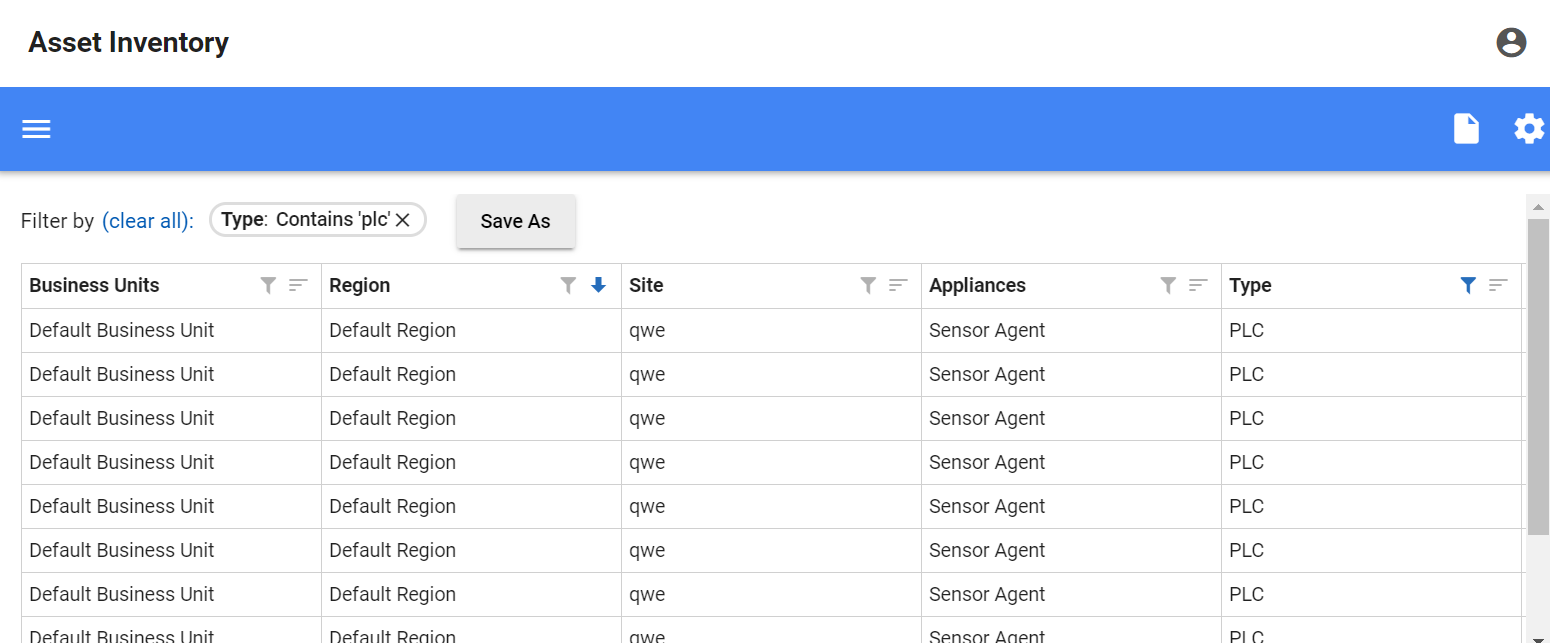 Asset Inventory
Filter by (clear all): Type: Contains 'plc' Save As
Business Units Region Site Appliances Type
Default Business Unit Default Region qwe Sensor Agent PLC
Default Business Unit Default Region qwe Sensor Agent PLC
Default Business Unit Default Region qwe Sensor Agent PLC
Default Business Unit Default Region qwe Sensor Agent PLC
Default Business Unit Default Region qwe Sensor Agent PLC
Default Business Unit Default Region qwe Sensor Agent PLC
Default Business Unit Default Region qwe Sensor Agent PLC
Default Business Unit Default Region qwe Sensor Agent PLC